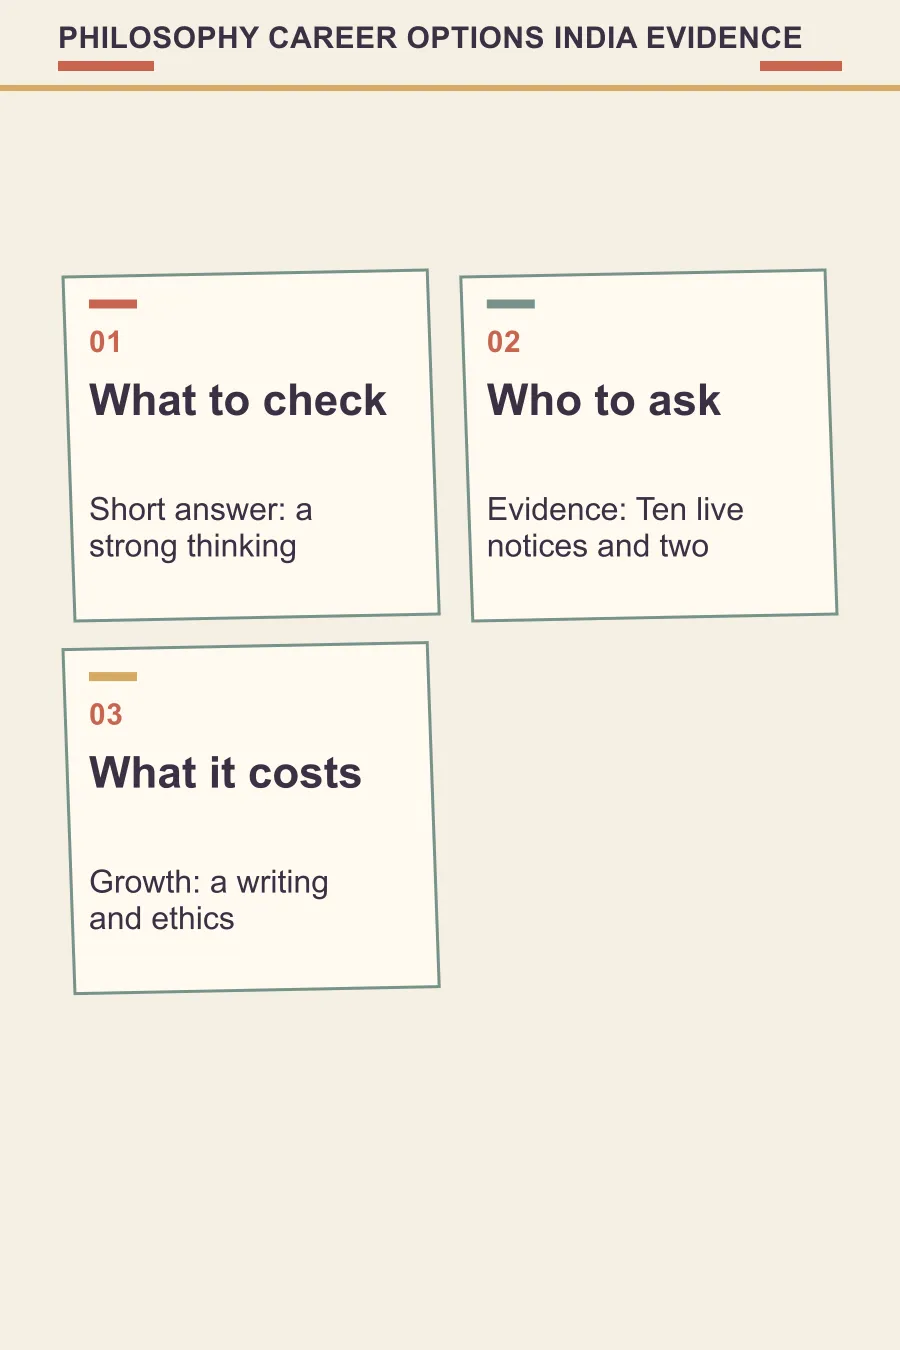 PHILOSOPHY CAREER OPTIONS INDIA EVIDENCE
01
What to check
Short answer: a
strong thinking
02
Who to ask
Evidence: Ten live
notices and two
03
What it costs
Growth: a writing
and ethics